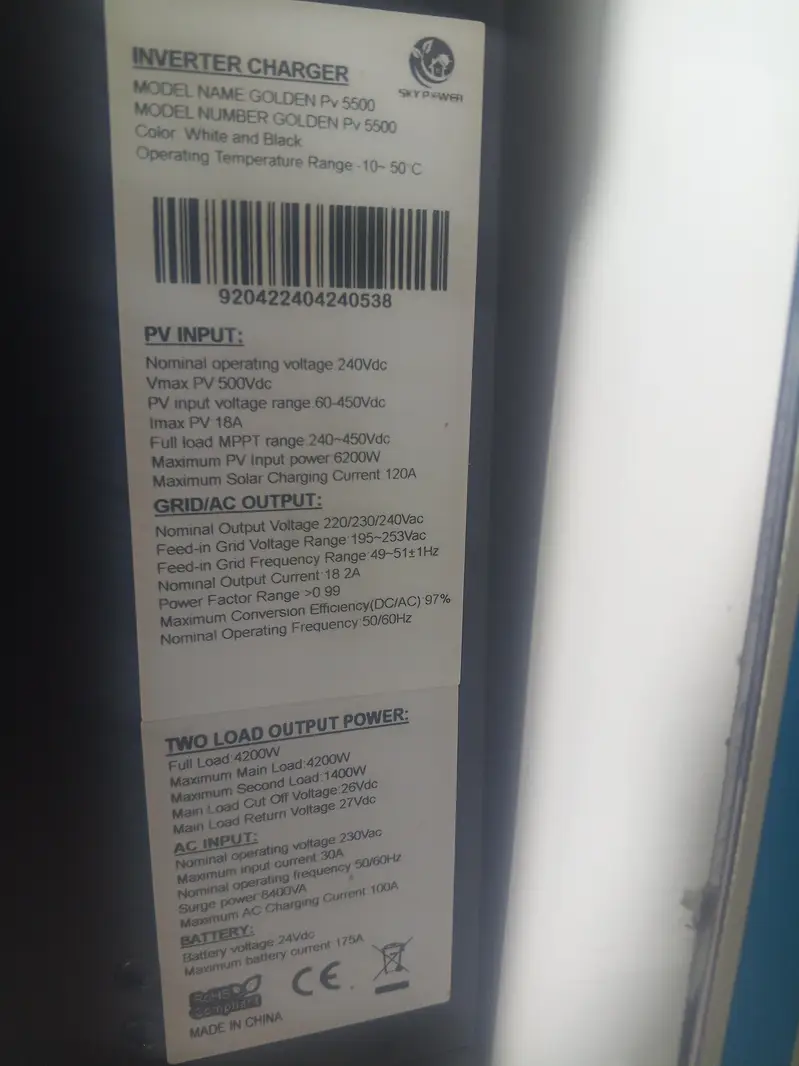 INVERTER CHARGER
SKY POWER
MODEL NAME GOLDEN Pv 5500
MODEL NUMBER GOLDEN Pv 5500
Color White and Black
Operating Temperature Range -10~ 50°C
920422404240538
PV INPUT:
Nominal operating voltage 240Vdc
Vmax PV 500Vdc
PV input voltage range 60-450Vdc
Imax PV 18A
Full load MPPT range 240~450Vdc
Maximum PV Input power 6200W
Maximum Solar Charging Current 120A
GRID/AC OUTPUT:
Nominal Output Voltage 220/230/240Vac
Feed-in Grid Voltage Range 195~253Vac
Feed-in Grid Frequency Range 49~51±1Hz
Nominal Output Current 18 2A
Power Factor Range >0 99
Maximum Conversion Efficiency(DC/AC) 97%
Nominal Operating Frequency 50/60Hz
TWO LOAD OUTPUT POWER:
Full Load:4200W
Maximum Main Load:4200W
Maximum Second Load:1400W
Main Load Cut Off Voltage:26Vdc
Main Load Return Voltage 27Vdc
AC INPUT:
Nominal operating voltage 230Vac
Maximum input current 30A
Nominal operating frequency 50/60Hz
Surge power 8400VA
Maximum AC Charging Current 100A
BATTERY:
Battery voltage 24Vdc
Maximum battery current 175A
RoHS
Compliant
CE
MADE IN CHINA